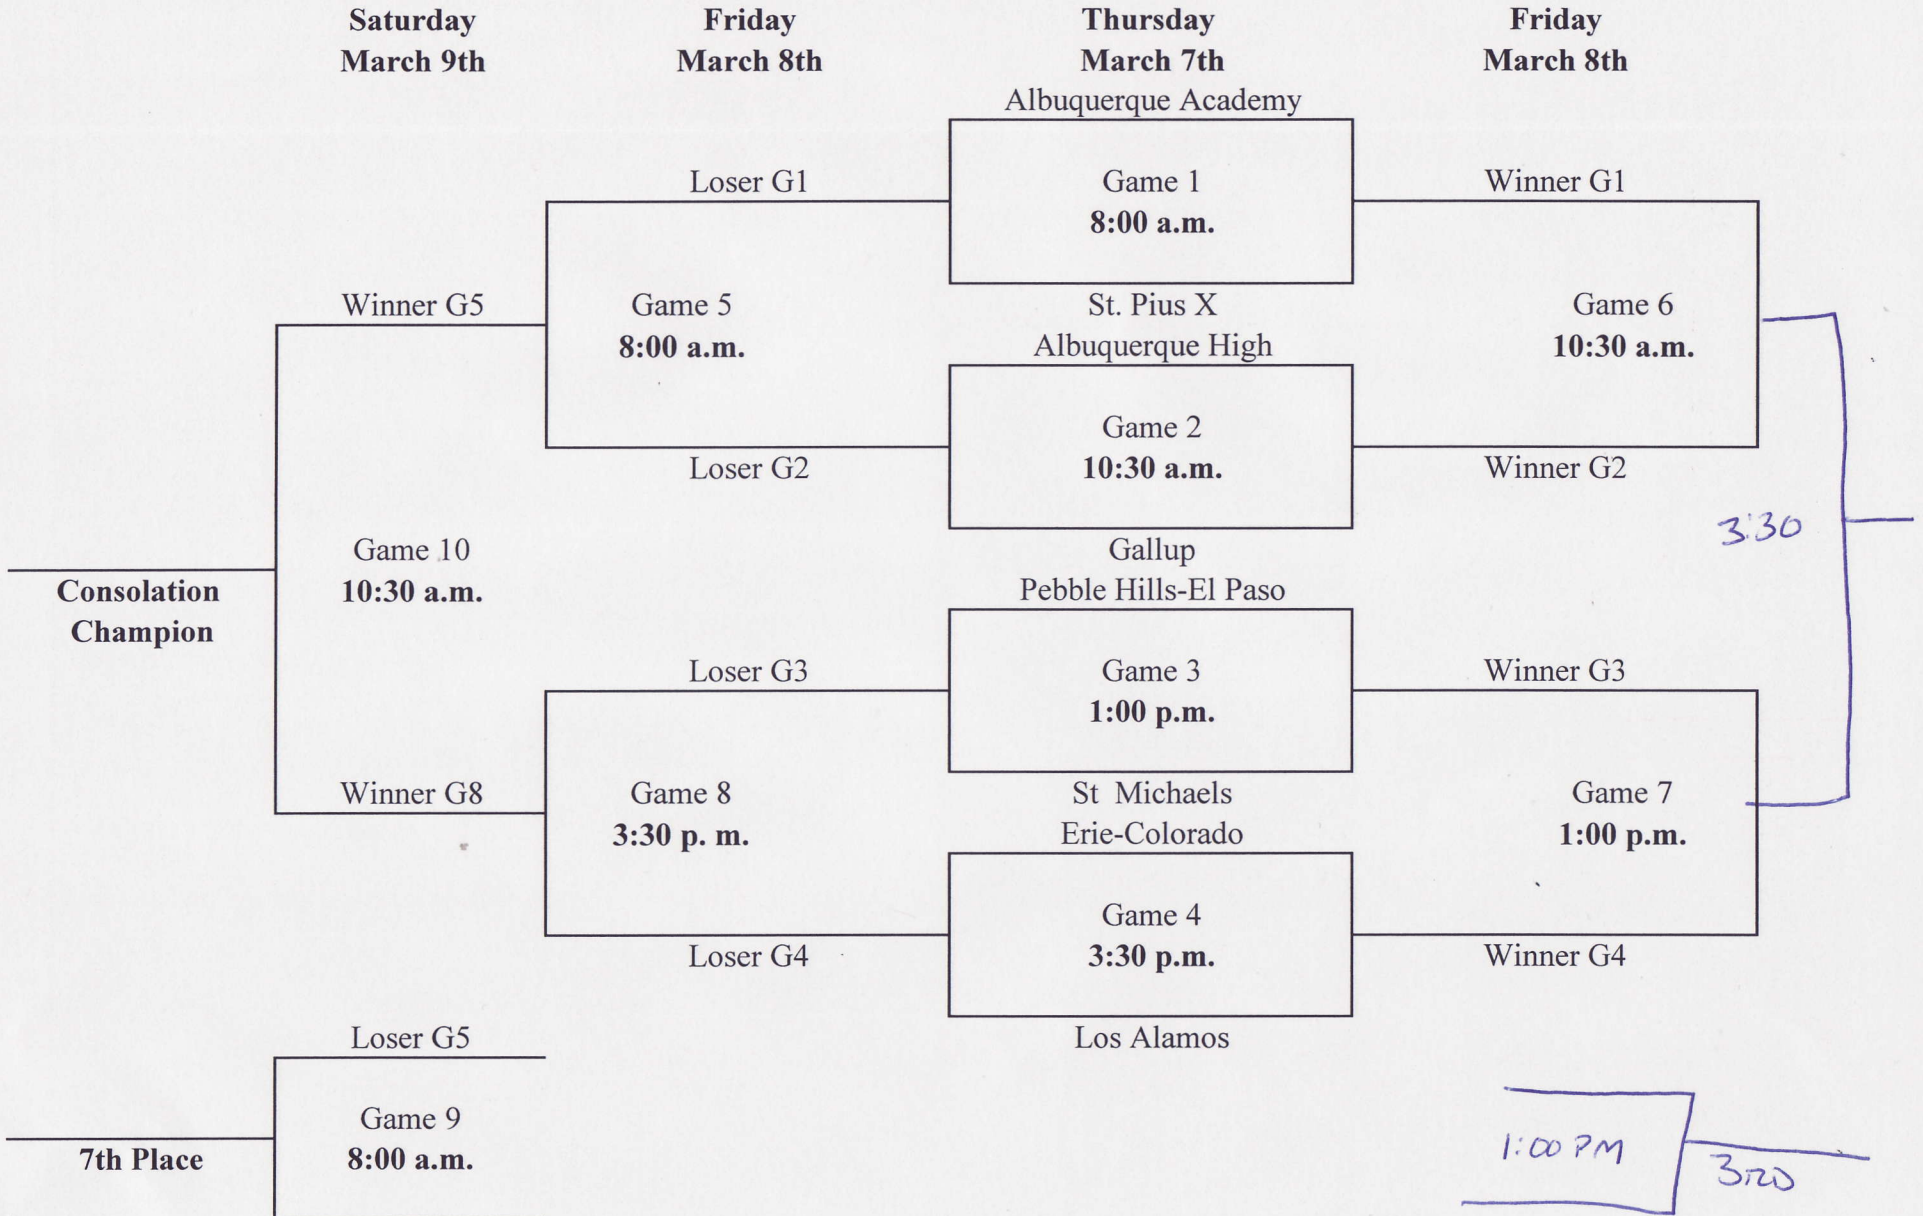 Saturday
March 9th
Friday
March 8th
Thursday
March 7th
Friday
March 8th
Albuquerque Academy
Loser G1
Game 1
8:00 a.m.
Winner G1
Winner G5
Game 5
8:00 a.m.
St. Pius X
Albuquerque High
Game 6
10:30 a.m.
Game 2
10:30 a.m.
Loser G2
Winner G2
3:30
Game 10
10:30 a.m.
Gallup
Pebble Hills-El Paso
Consolation
Champion
Loser G3
Game 3
1:00 p.m.
Winner G3
Winner G8
Game 8
3:30 p. m.
St Michaels
Erie-Colorado
Game 7
1:00 p.m.
Game 4
3:30 p.m.
Loser G4
Winner G4
Loser G5
Los Alamos
Game 9
8:00 a.m.
7th Place
1:00 PM
3RD